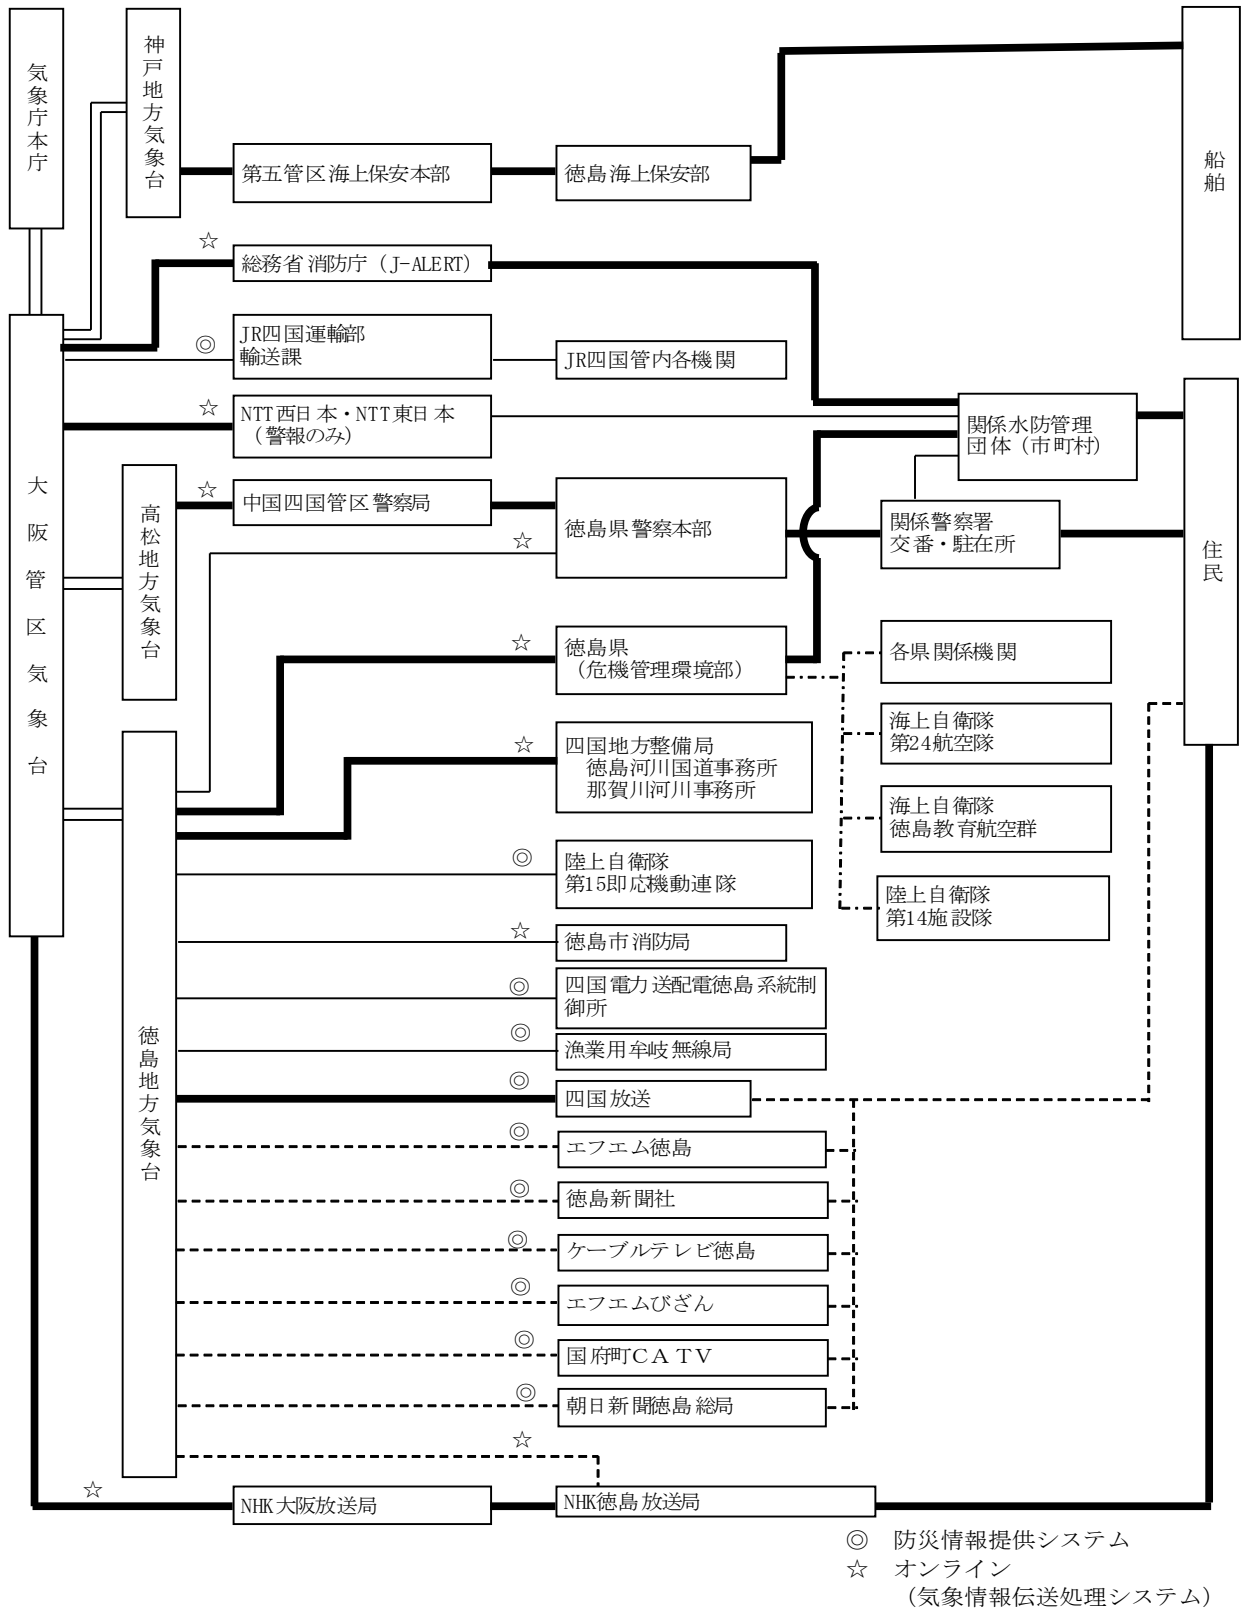 気象庁本庁
神戸地方気象台
船舶
第五管区海上保安本部
徳島海上保安部
☆
総務省消防庁（J-ALERT）
◎
JR四国運輸部
輸送課
JR四国管内各機関
☆
NTT西日本・NTT東日本
（警報のみ）
関係水防管理
団体（市町村）
大阪管区気象台
高松地方気象台
☆
中国四国管区警察局
徳島県警察本部
☆
関係警察署
交番・駐在所
住民
☆
徳島県
（危機管理環境部）
各県関係機関
海上自衛隊
第24航空隊
☆
四国地方整備局
徳島河川国道事務所
那賀川河川事務所
海上自衛隊
徳島教育航空群
◎
陸上自衛隊
第15即応機動連隊
陸上自衛隊
第14施設隊
徳島地方気象台
☆
徳島市消防局
◎
四国電力送配電徳島系統制
御所
◎
漁業用牟岐無線局
◎
四国放送
◎
エフエム徳島
◎
徳島新聞社
◎
ケーブルテレビ徳島
◎
エフエムびざん
◎
国府町ＣＡＴＶ
◎
朝日新聞徳島総局
☆
☆
NHK大阪放送局
NHK徳島放送局
◎　防災情報提供システム
☆　オンライン
（気象情報伝送処理システム）